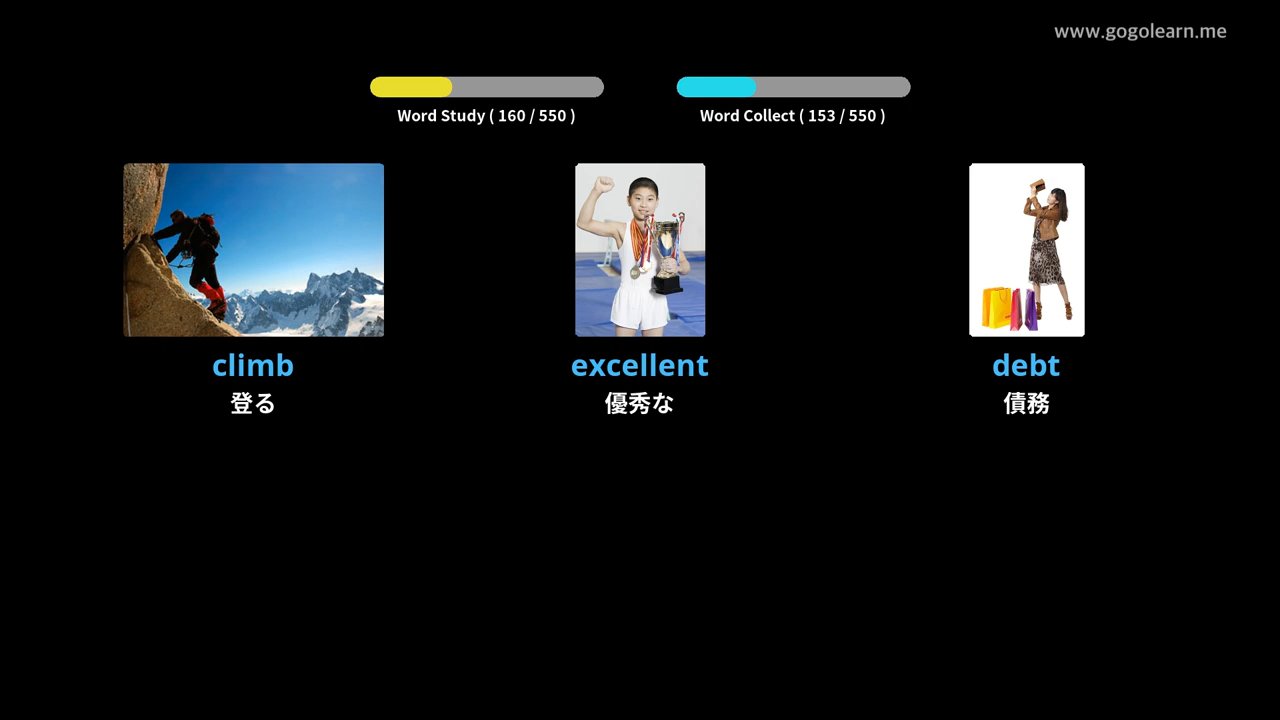 www.gogolearn.me
Word Study ( 160 / 550 )
Word Collect ( 153 / 550 )
climb
excellent
debt
登る
優秀な
債務